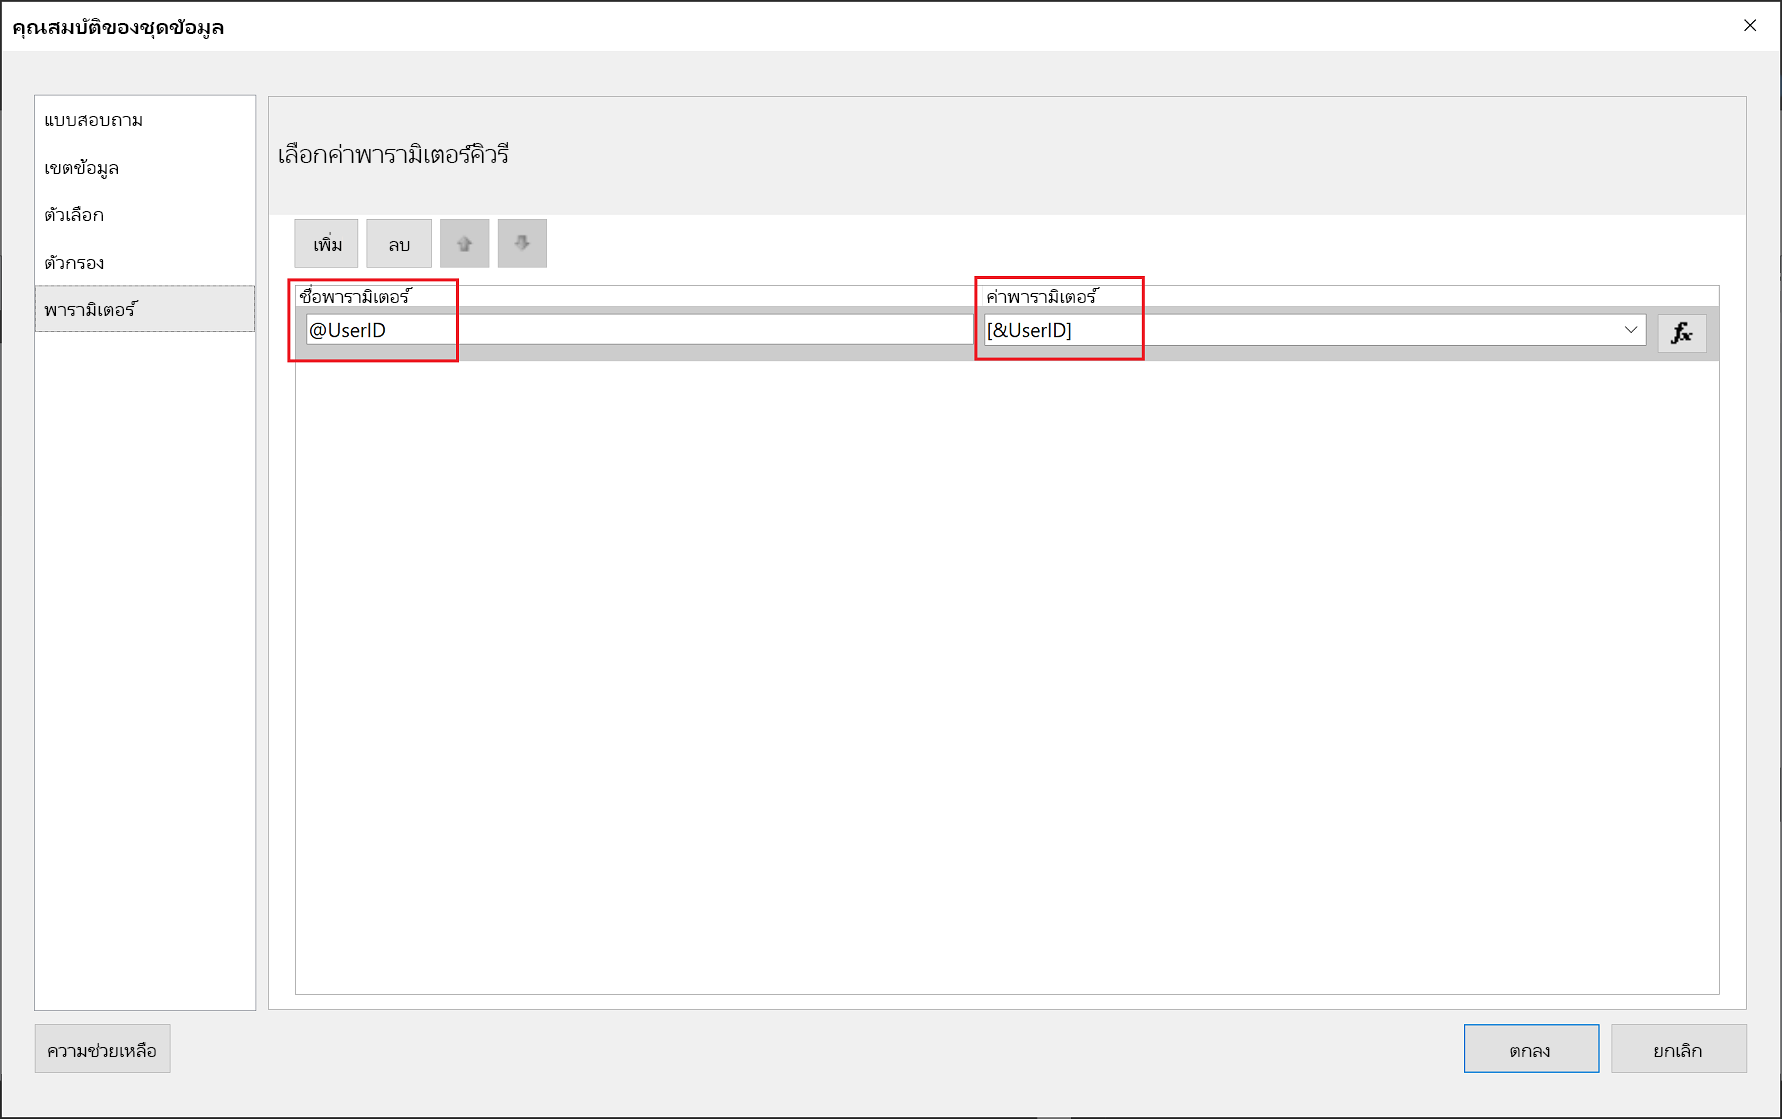 คุณสมบัติของชุดข้อมูล
แบบสอบถาม
เขตข้อมูล
ตัวเลือก
ตัวกรอง
พารามิเตอร์
เลือกค่าพารามิเตอร์คิวรี
เพิ่ม ลบ
ชื่อพารามิเตอร์ ค่าพารามิเตอร์
@UserID [&UserID] fx
ความช่วยเหลือ ตกลง ยกเลิก